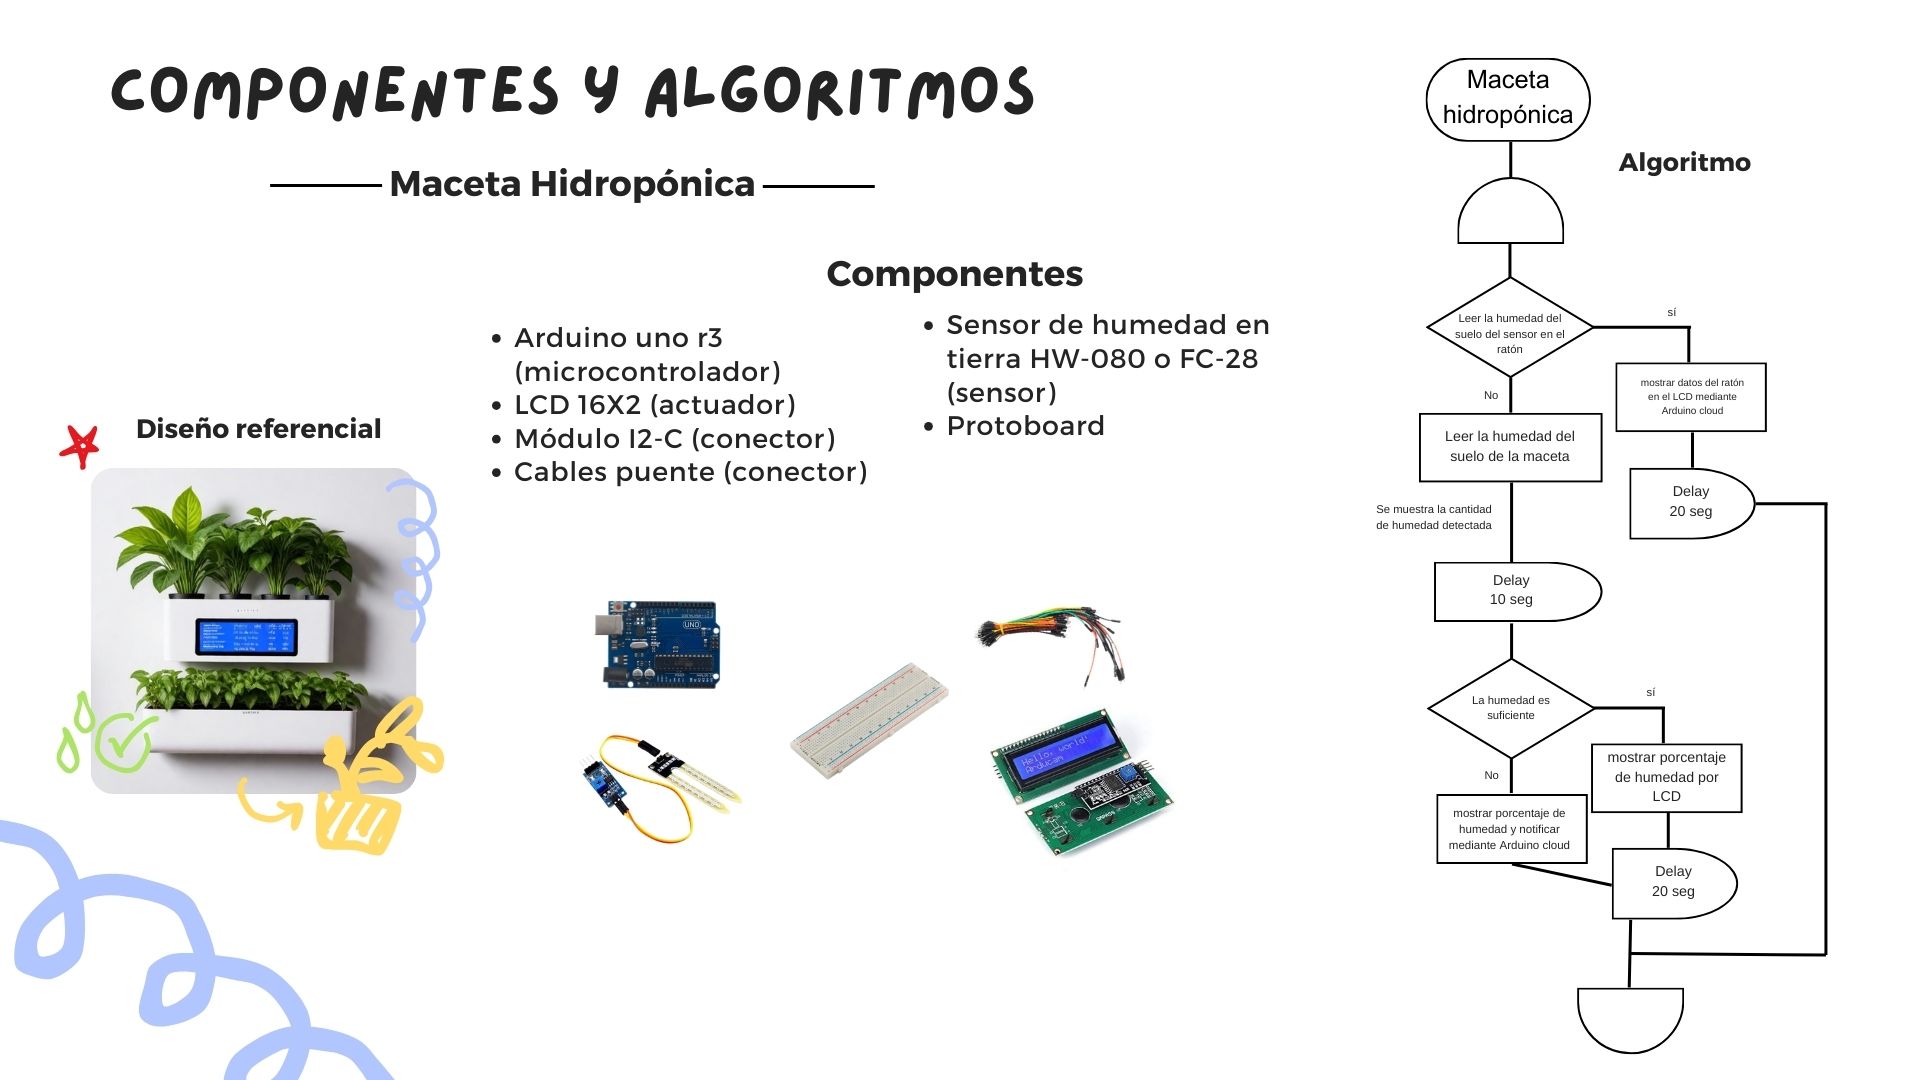 COMPONENTES Y ALGORITMOS
Maceta Hidropónica
Componentes
Arduino uno r3
(microcontrolador)
LCD 16X2 (actuador)
Módulo I2-C (conector)
Cables puente (conector)
Sensor de humedad en
tierra HW-080 o FC-28
(sensor)
Protoboard
Diseño referencial
UNO
Hello, world!
Arducam
Algoritmo
Maceta
hidropónica
Leer la humedad del
suelo del sensor en el
ratón
sí
mostrar datos del ratón
en el LCD mediante
Arduino cloud
Delay
20 seg
No
Leer la humedad del
suelo de la maceta
Se muestra la cantidad
de humedad detectada
Delay
10 seg
La humedad es
suficiente
sí
mostrar porcentaje
de humedad por
LCD
No
mostrar porcentaje de
humedad y notificar
mediante Arduino cloud
Delay
20 seg